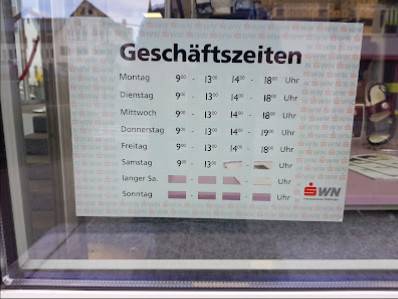 Geschäftszeiten
Montag 9⁰⁰ - 13⁰⁰ 14⁰⁰ - 18⁰⁰ Uhr
Dienstag 9⁰⁰ - 13⁰⁰ 14⁰⁰ - 18⁰⁰ Uhr
Mittwoch 9⁰⁰ - 13⁰⁰ 14⁰⁰ - 18⁰⁰ Uhr
Donnerstag 9⁰⁰ - 13⁰⁰ 14⁰⁰ - 19⁰⁰ Uhr
Freitag 9⁰⁰ - 13⁰⁰ 14⁰⁰ - 18⁰⁰ Uhr
Samstag 9⁰⁰ - 13⁰⁰ - Uhr
langer Sa. - - Uhr
Sonntag - - Uhr
WN